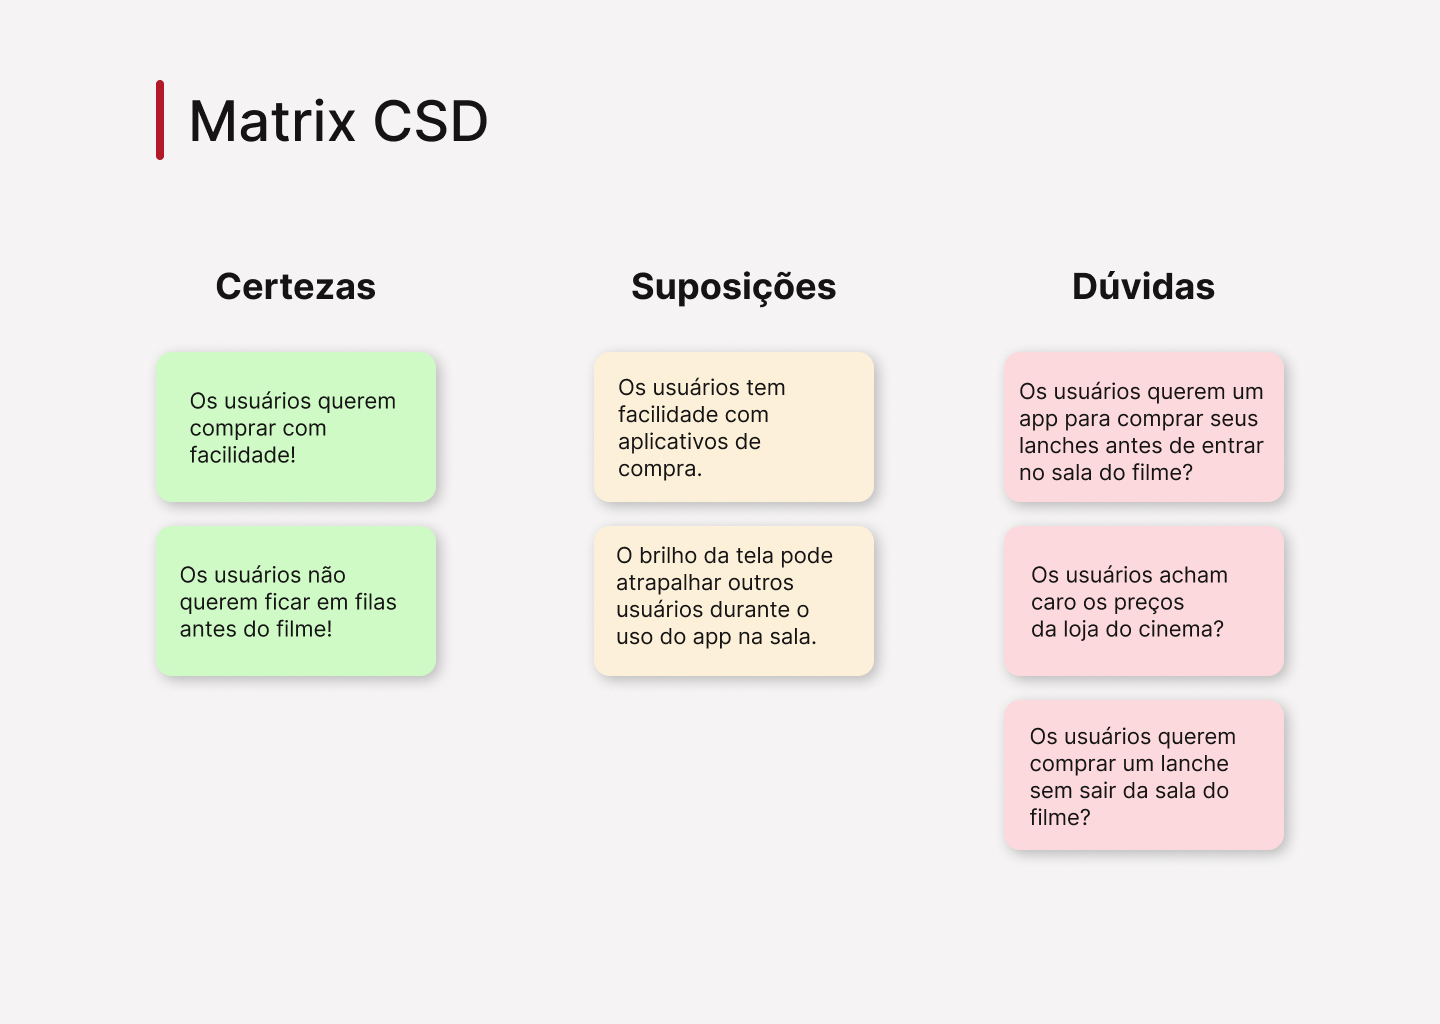 Matrix CSD
Certezas
Os usuários querem
comprar com
facilidade!
Os usuários não
querem ficar em filas
antes do filme!
Suposições
Os usuários tem
facilidade com
aplicativos de
compra.
O brilho da tela pode
atrapalhar outros
usuários durante o
uso do app na sala.
Dúvidas
Os usuários querem um
app para comprar seus
lanches antes de entrar
no sala do filme?
Os usuários acham
caro os preços
da loja do cinema?
Os usuários querem
comprar um lanche
sem sair da sala do
filme?